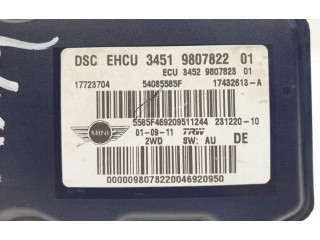 DSC EHCU 3451 9807822 01
ECU 3452 9807823 01
17723704 54085585F 17432613-A
5585F469209511244 231220-10
MINI 01-09-11 TRW DE
2WD SW: AU
0000098078220046920950